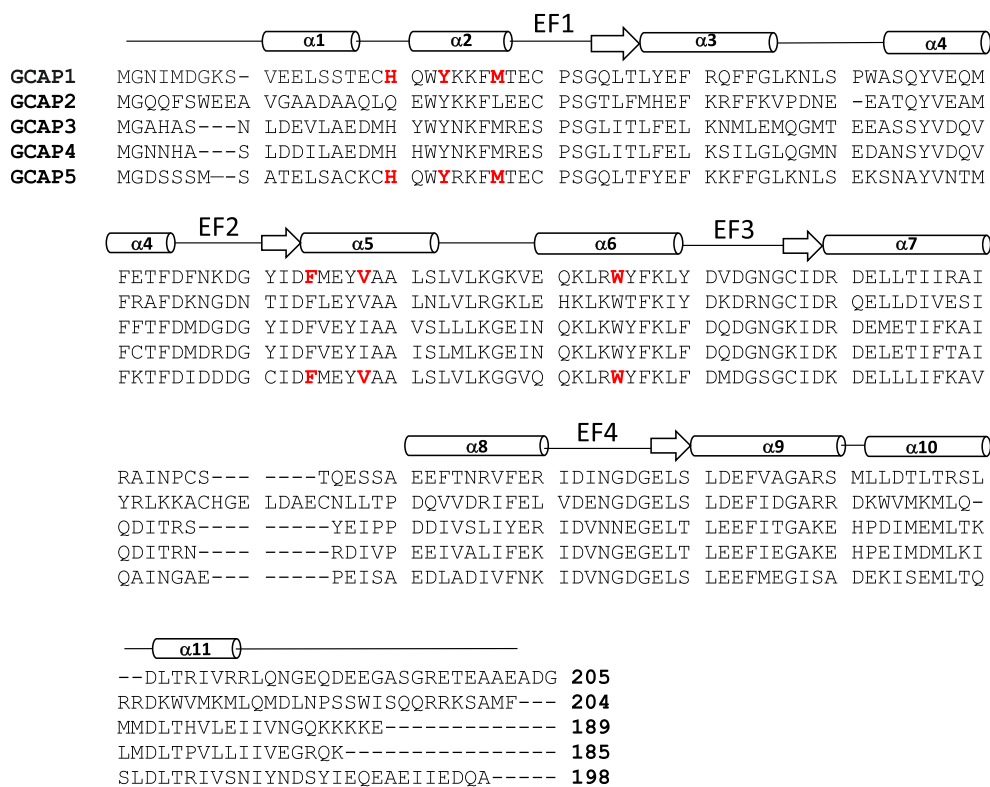 EF1
α1 α2 α3 α4
GCAP1 MGNIMDGKS- VEELSSTECH QWYKKFMTEC PSGQLTLYEF RQFFGLKNLS PWASQYVEQM
GCAP2 MGQQFSWEEA VGAADAAQLQ EWYKKFLEEC PSGTLFMHEF KRFFKVPDNE -EATQYVEAM
GCAP3 MGAHAS---N LDEVLAEDMH YWYNKFMRES PSGLITLFEL KNMLEMQGMT EEASSYVDQV
GCAP4 MGNNHA---S LDDILAEDMH HWYNKFMRES PSGLITLFEL KSILGLQGMN EDANSYVDQV
GCAP5 MGDSSSM--S ATELSACKCH QWYRKFMTEC PSGQLTFYEF KKFFGLKNLS EKSNAYVNTM
EF2 EF3
α4 α5 α6 α7
FETFDFNKDG YIDFMEYVAA LSLVLKGKVE QKLRWYFKLY DVDGNGCIDR DELLTIIRAI
FRAFDKNGDN TIDFLEYVAA LNLVLRGKLE HKLKWTFKIY DKDRNGCIDR QELLDIVESI
FFTFDMDGDG YIDFVEYIAA VSLLLKGEIN QKLKWYFKLF DQDGNGKIDR DEMETIFKAI
FCTFDMDRDG YIDFVEYIAA ISLMLKGEIN QKLKWYFKLF DQDGNGKIDK DELETIFTAI
FKTFDIDDDG CIDFMEYVAA LSLVLKGGVQ QKLRWYFKLF DMDGSGCIDK DELLLIFKAV
EF4
α8 α9 α10
RAINPCS--- ----TQESSA EEFTNRVFER IDINGDGELS LDEFVAGARS MLLDTLTRSL
YRLKKACHGE LDAECNLLTP DQVVDRIFEL VDENGDGELS LDEFIDGARR DKWVMKMLQ-
QDITRS---- -----YEIPP DDIVSLIYER IDVNNEGELT LEEFITGAKE HPDIMEMLTK
QDITRN---- -----RDIVP EEIVALIFEK IDVNGEGELT LEEFIEGAKE HPEIMDMLKI
QAINGAE--- -----PEISA EDLADIVFNK IDVNGDGELS LEEFMEGISA DEKISEMLTQ
α11
--DLTRIVRRLQNGEQDEEGASGRETEAAEADG 205
RRDKWVMKMLQMDLNPSSWISQQRRKSAMF--- 204
MMDLTHVLEIIVNGQKKKKE------------- 189
LMDLTPVLLIIVEGRQK---------------- 185
SLDLTRIVSNIYNDSYIEQEAEIIEDQA----- 198